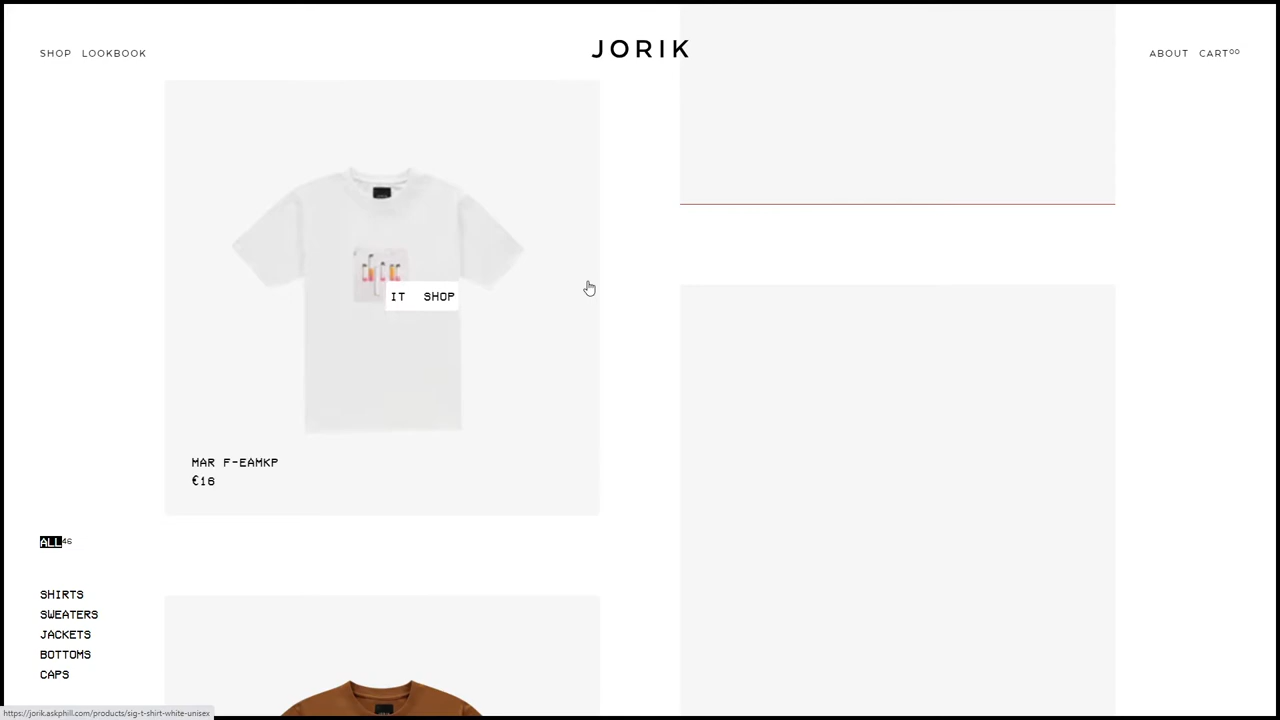 SHOP LOOKBOOK
JORIK
ABOUT CART00
IT SHOP
MAR F-EAMKP
€16
ALL46
SHIRTS
SWEATERS
JACKETS
BOTTOMS
CAPS
https://jorik.askphill.com/products/sig-t-shirt-white-unisex